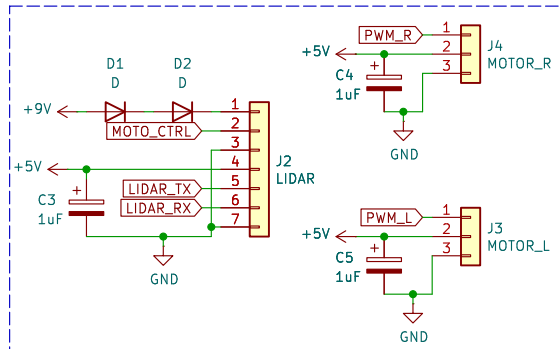 D1
D
D2
D
+9V
1
MOTO_CTRL
2
3
+5V
4
LIDAR_TX
5
LIDAR_RX
6
7
J2
LIDAR
+
C3
1uF
GND
PWM_R
1
+5V
2
3
J4
MOTOR_R
+
C4
1uF
GND
PWM_L
1
+5V
2
3
J3
MOTOR_L
+
C5
1uF
GND